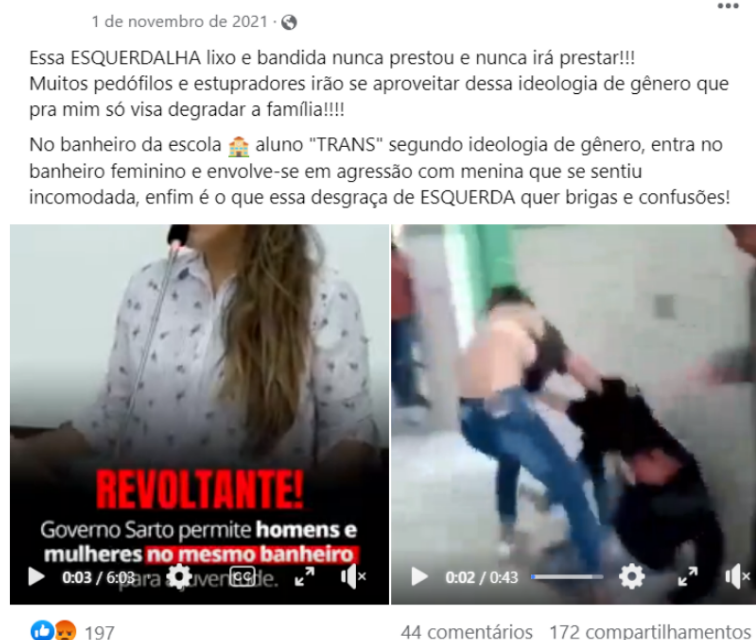 1 de novembro de 2021 ·
Essa ESQUERDALHA lixo e bandida nunca prestou e nunca irá prestar!!!
Muitos pedófilos e estupradores irão se aproveitar dessa ideologia de gênero que
pra mim só visa degradar a família!!!!
No banheiro da escola 🏫 aluno "TRANS" segundo ideologia de gênero, entra no
banheiro feminino e envolve-se em agressão com menina que se sentiu
incomodada, enfim é o que essa desgraça de ESQUERDA quer brigas e confusões!
REVOLTANTE!
Governo Sarto permite homens e
mulheres no mesmo banheiro
para juventude.
0:03 / 6:03
CC
0:02 / 0:43
197
44 comentários 172 compartilhamentos